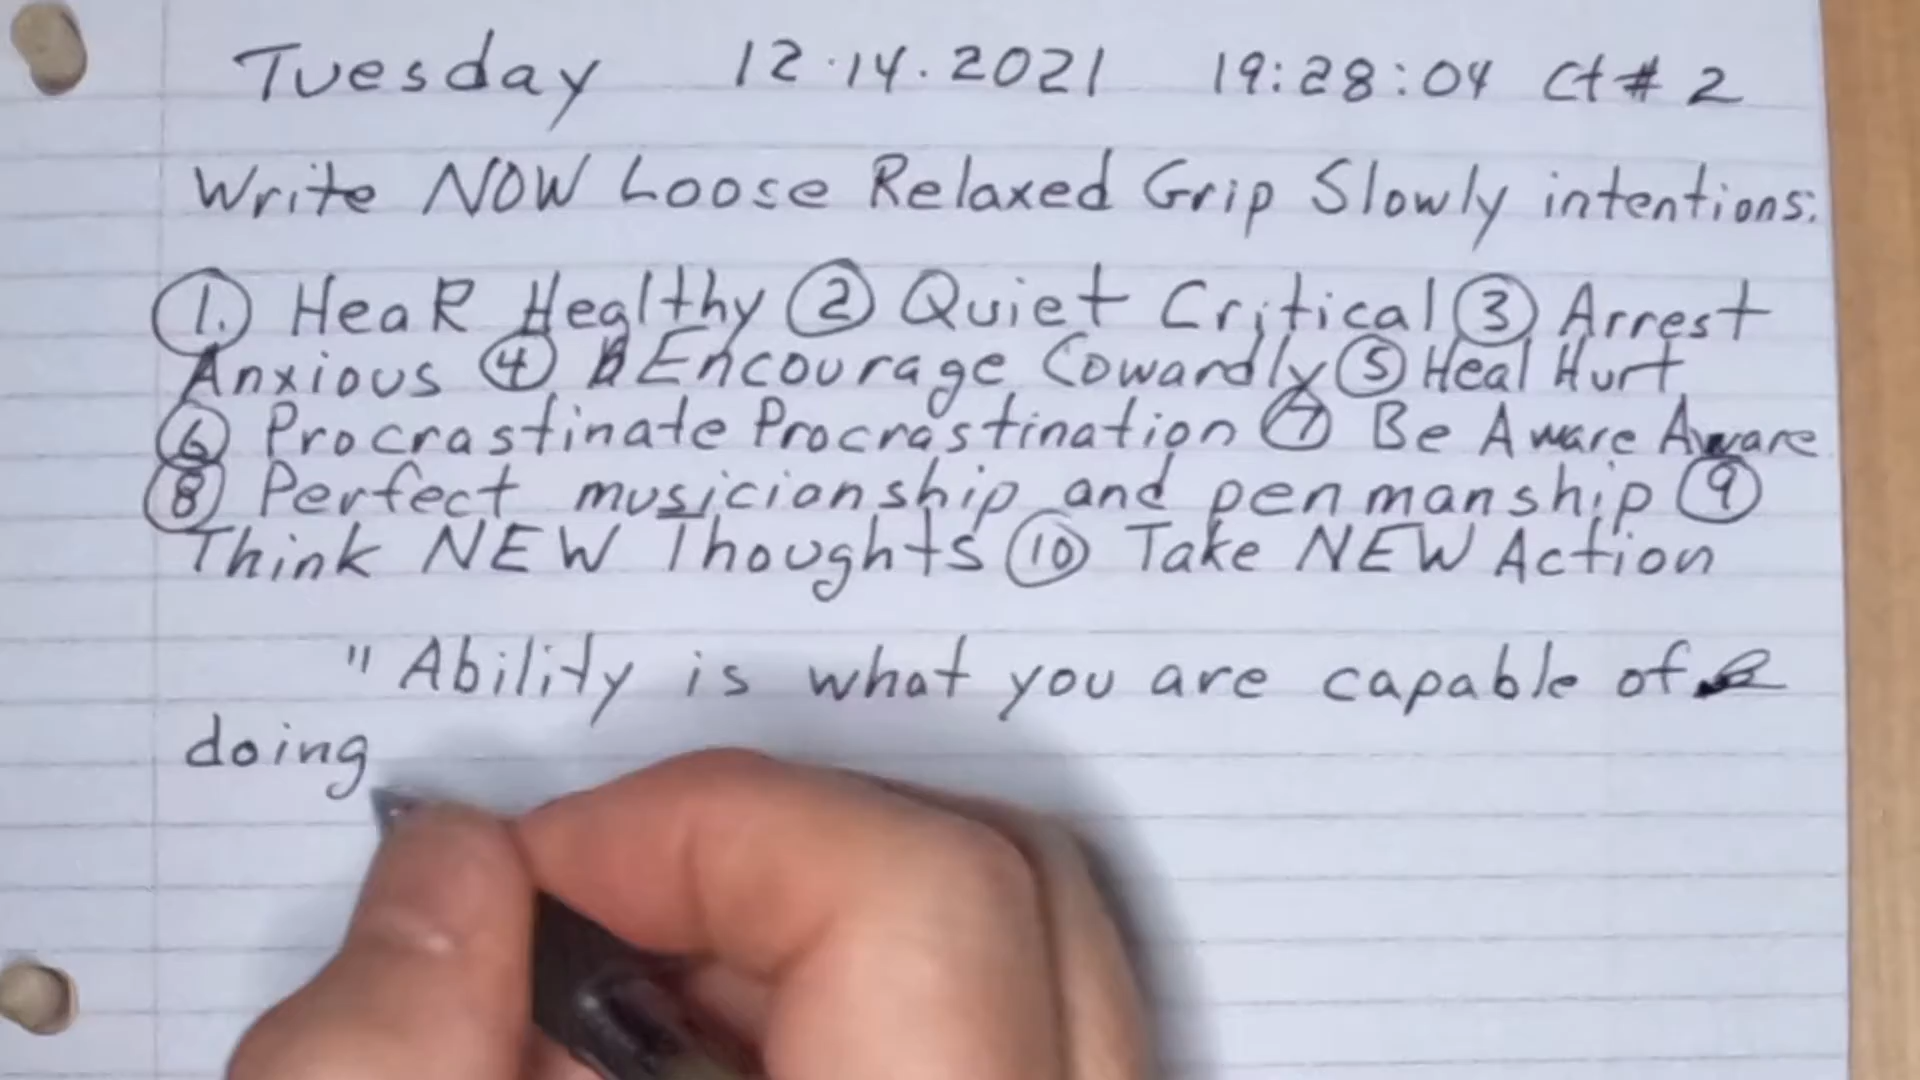 Tuesday 12.14.2021 19:28:04 Ct # 2
Write NOW Loose Relaxed Grip Slowly intentions:
1. HeaR Healthy 2 Quiet Critical 3 Arrest
Anxious 4 Encourage Cowardly 5 Heal Hurt
6 Procrastinate Procrastination 7 Be Aware Aware
8 Perfect musicianship and penmanship 9
Think NEW Thoughts 10 Take NEW Action
"Ability is what you are capable of
doing